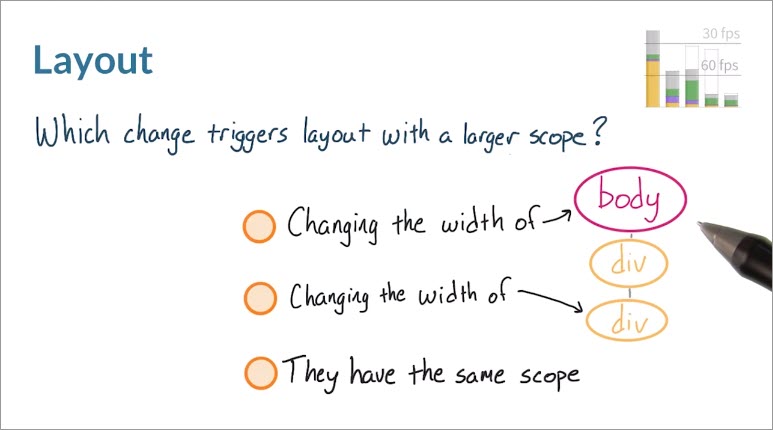 30 fps
Layout
60 fps
Which change triggers layout with a larger scope?
Changing the width of → body
div
Changing the width of → div
They have the same scope